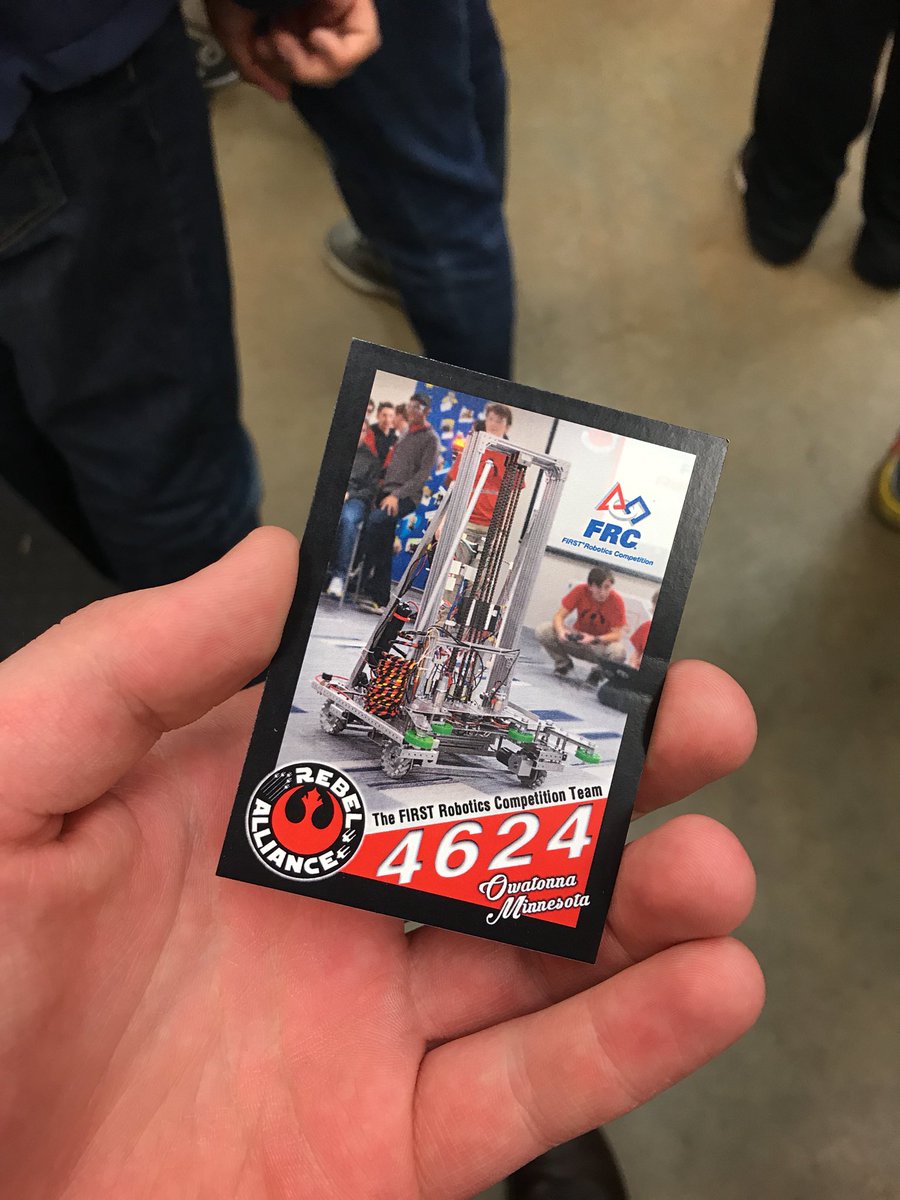 FRC
FIRST® Robotics Competition
REBEL
ALLIANCE
The FIRST Robotics Competition Team
4624
Owatonna
Minnesota